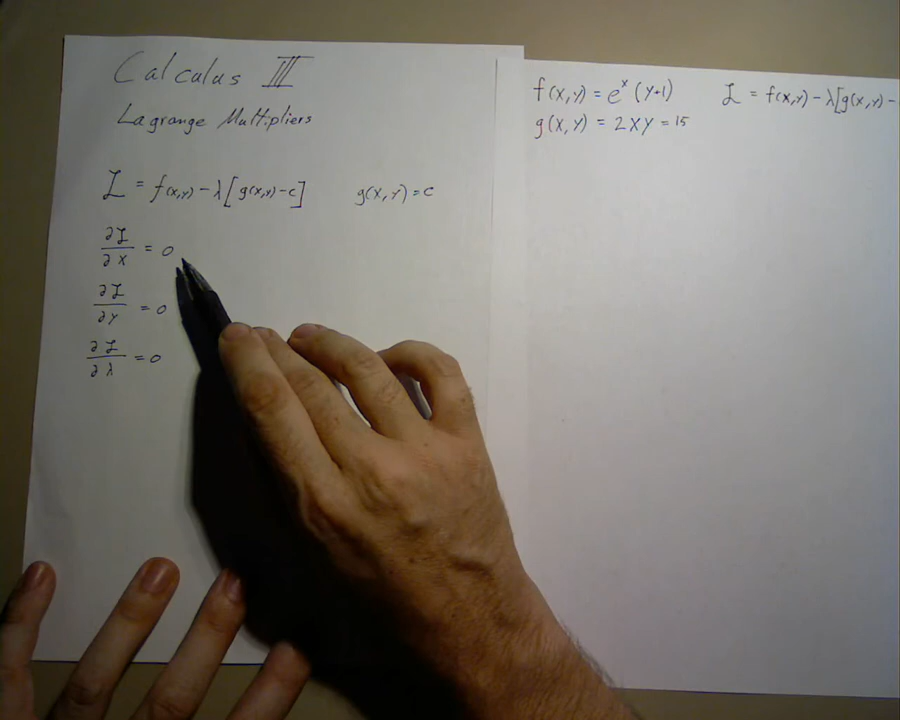 Calculus III
Lagrange Multipliers
ℒ = f(x,y) - λ[g(x,y)-c] g(x,y)=c
∂ℒ/∂x = 0
∂ℒ/∂y = 0
∂ℒ/∂λ = 0
f(x,y) = e^x (y+1) ℒ = f(x,y) - λ[g(x,y) -
g(x,y) = 2xy = 15